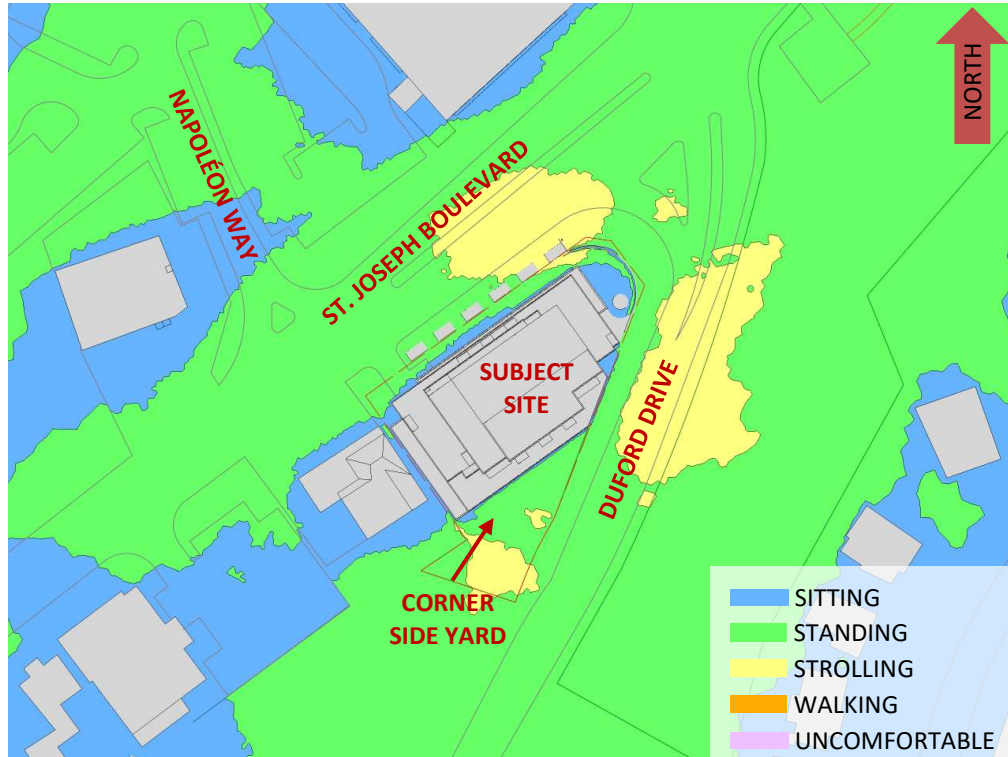 NORTH
NAPOLÉON WAY
ST. JOSEPH BOULEVARD
SUBJECT
SITE
DUFORD DRIVE
CORNER
SIDE YARD
SITTING
STANDING
STROLLING
WALKING
UNCOMFORTABLE